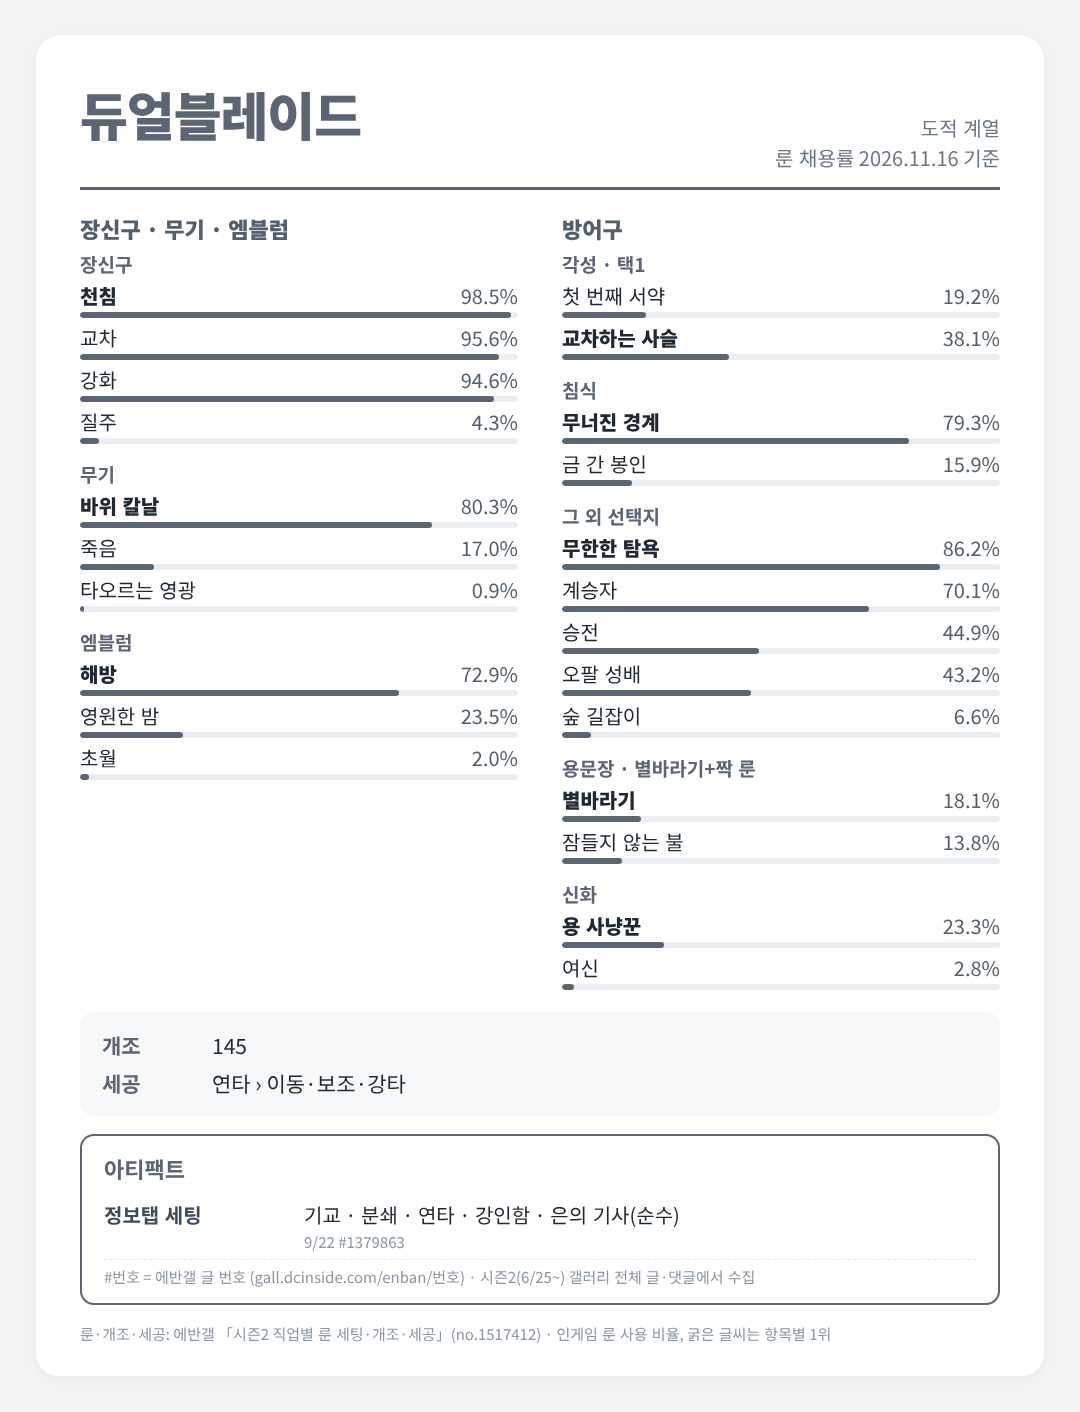 듀얼블레이드
도적 계열
룬 채용률 2026.11.16 기준
장신구 · 무기 · 엠블럼
장신구
천침 98.5%
교차 95.6%
강화 94.6%
질주 4.3%
무기
바위 칼날 80.3%
죽음 17.0%
타오르는 영광 0.9%
엠블럼
해방 72.9%
영원한 밤 23.5%
초월 2.0%
방어구
각성 · 택1
첫 번째 서약 19.2%
교차하는 사슬 38.1%
침식
무너진 경계 79.3%
금 간 봉인 15.9%
그 외 선택지
무한한 탐욕 86.2%
계승자 70.1%
승전 44.9%
오팔 성배 43.2%
숲 길잡이 6.6%
용문장 · 별바라기+짝 룬
별바라기 18.1%
잠들지 않는 불 13.8%
신화
용 사냥꾼 23.3%
여신 2.8%
개조 145
세공 연타 › 이동·보조·강타
아티팩트
정보탭 세팅 기교 · 분쇄 · 연타 · 강인함 · 은의 기사(순수)
9/22 #1379863
#번호 = 에반갤 글 번호 (gall.dcinside.com/enban/번호) · 시즌2(6/25~) 갤러리 전체 글·댓글에서 수집
룬·개조·세공: 에반갤 「시즌2 직업별 룬 세팅·개조·세공」(no.1517412) · 인게임 룬 사용 비율, 굵은 글씨는 항목별 1위